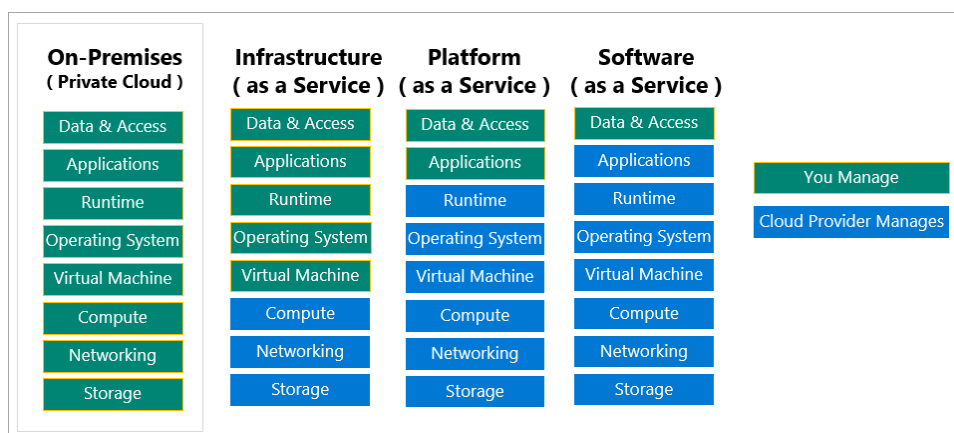 On-Premises
( Private Cloud )
Data & Access
Applications
Runtime
Operating System
Virtual Machine
Compute
Networking
Storage
Infrastructure
( as a Service )
Data & Access
Applications
Runtime
Operating System
Virtual Machine
Compute
Networking
Storage
Platform
( as a Service )
Data & Access
Applications
Runtime
Operating System
Virtual Machine
Compute
Networking
Storage
Software
( as a Service )
Data & Access
Applications
Runtime
Operating System
Virtual Machine
Compute
Networking
Storage
You Manage
Cloud Provider Manages